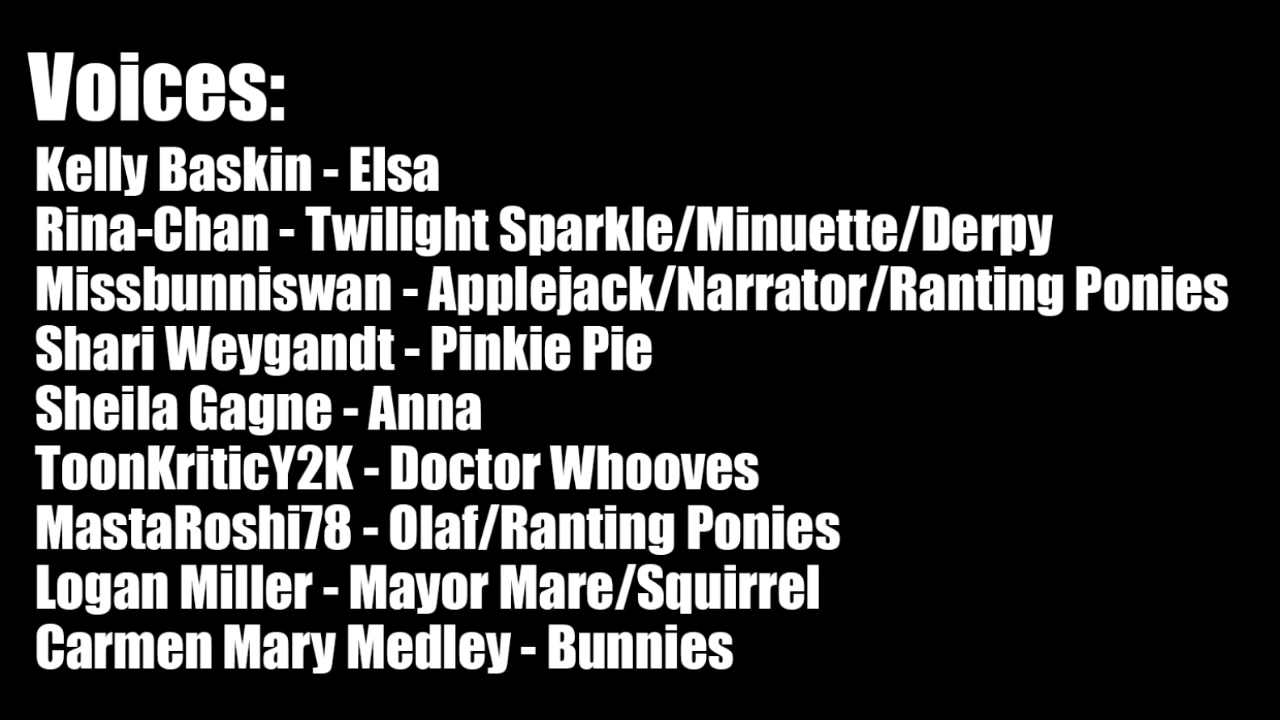 Voices:
Kelly Baskin - Elsa
Rina-Chan - Twilight Sparkle/Minuette/Derpy
Missbunniswan - Applejack/Narrator/Ranting Ponies
Shari Weygandt - Pinkie Pie
Sheila Gagne - Anna
ToonKriticY2K - Doctor Whooves
MastaRoshi78 - Olaf/Ranting Ponies
Logan Miller - Mayor Mare/Squirrel
Carmen Mary Medley - Bunnies